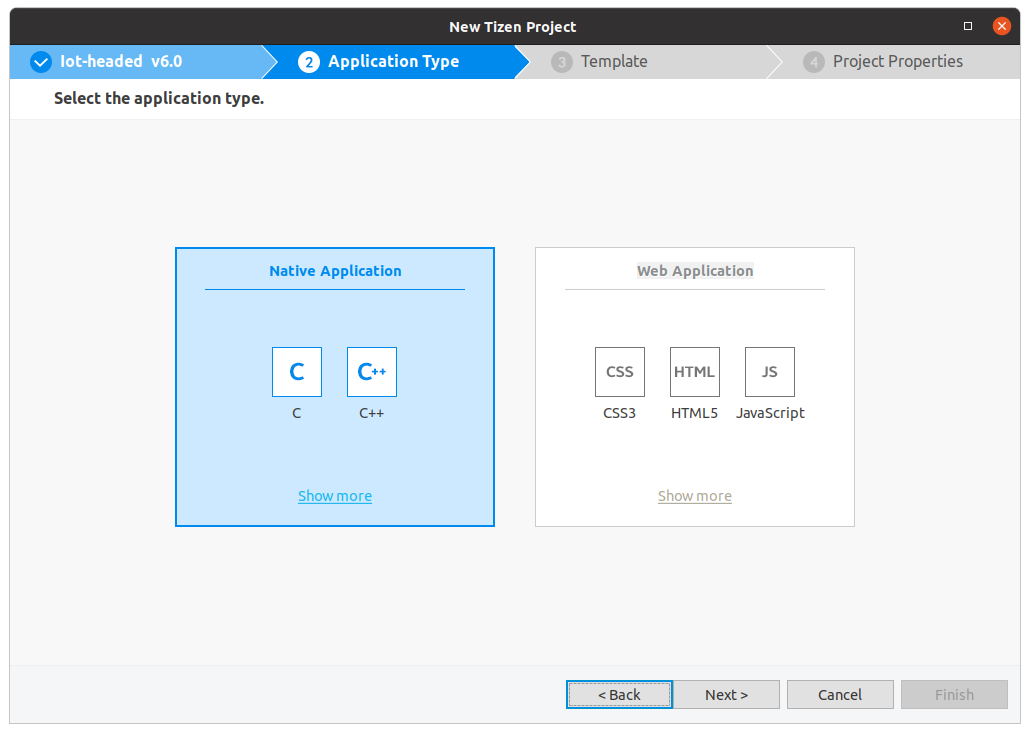 New Tizen Project
Iot-headed v6.0
2 Application Type
3 Template
4 Project Properties
Select the application type.
Native Application
C
C++
C
C++
Show more
Web Application
CSS
HTML
JS
CSS3
HTML5
JavaScript
Show more
< Back
Next >
Cancel
Finish